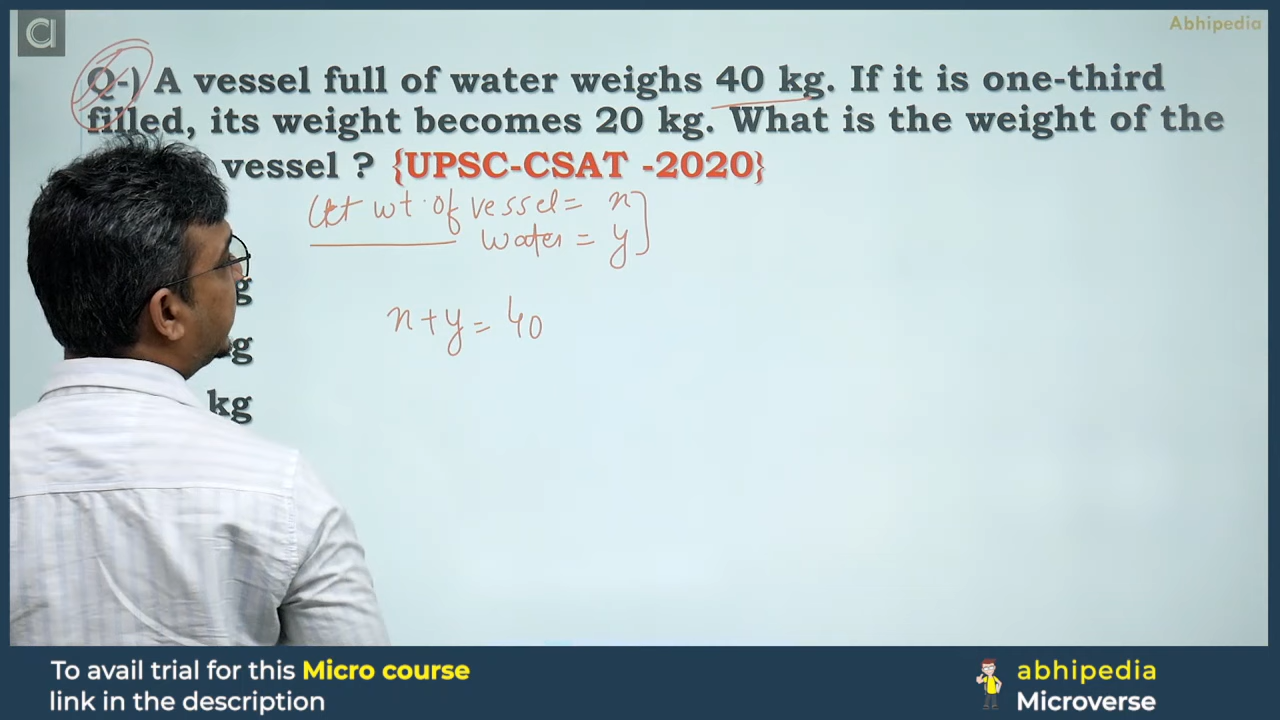 Abhipedia
Q-) A vessel full of water weighs 40 kg. If it is one-third
filled, its weight becomes 20 kg. What is the weight of the
vessel ? {UPSC-CSAT -2020}
Let wt. of vessel = x
water = y
x + y = 40
kg
To avail trial for this Micro course
link in the description
abhipedia
Microverse